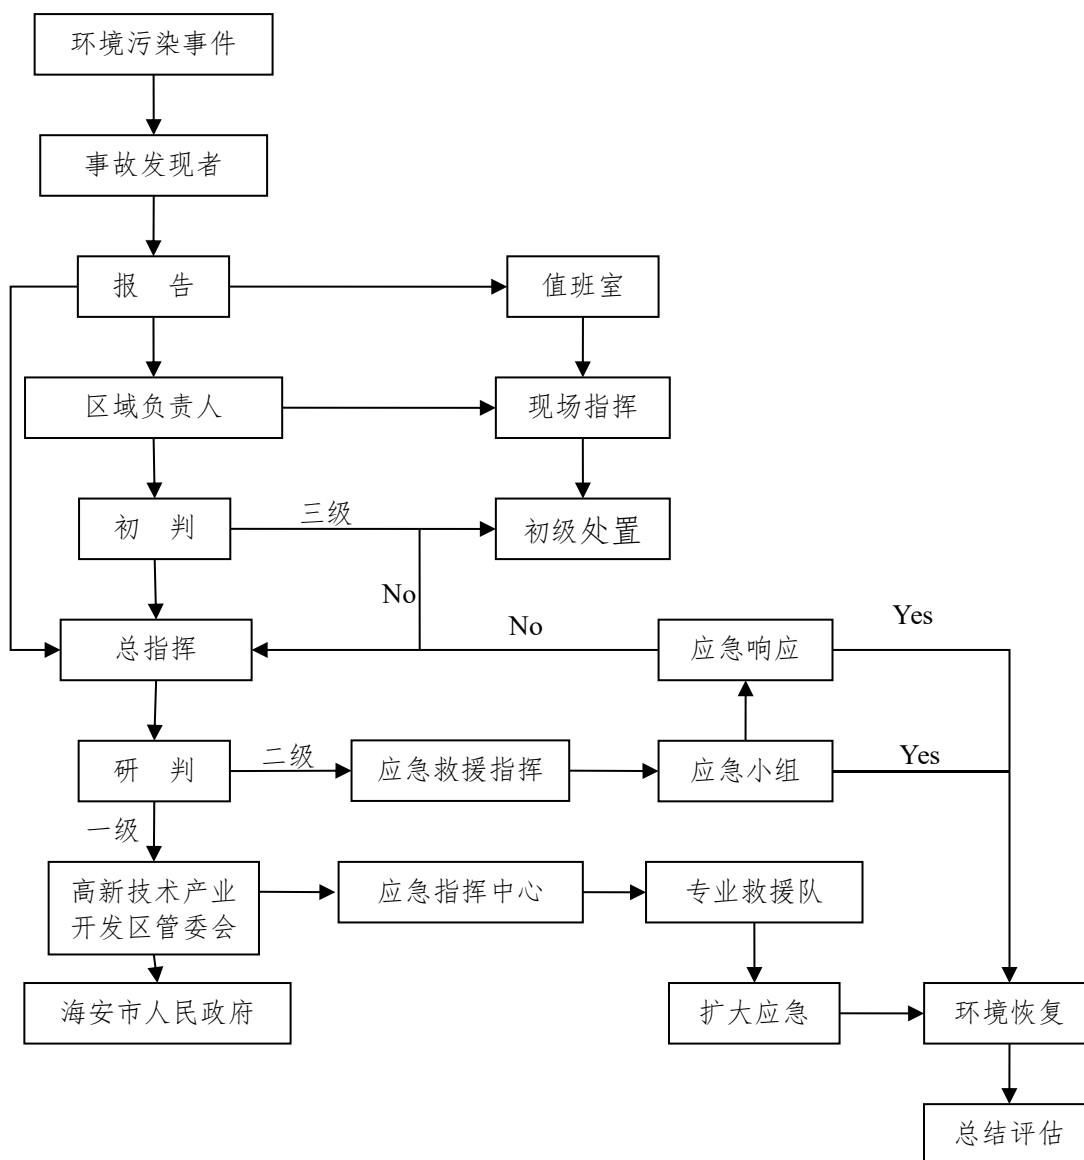 环境污染事件
事故发现者
报 告
值班室
区域负责人
现场指挥
初 判
三级
初级处置
No
总指挥
No
应急响应
Yes
研 判
二级
应急救援指挥
应急小组
Yes
一级
高新技术产业
开发区管委会
应急指挥中心
专业救援队
海安市人民政府
扩大应急
环境恢复
总结评估